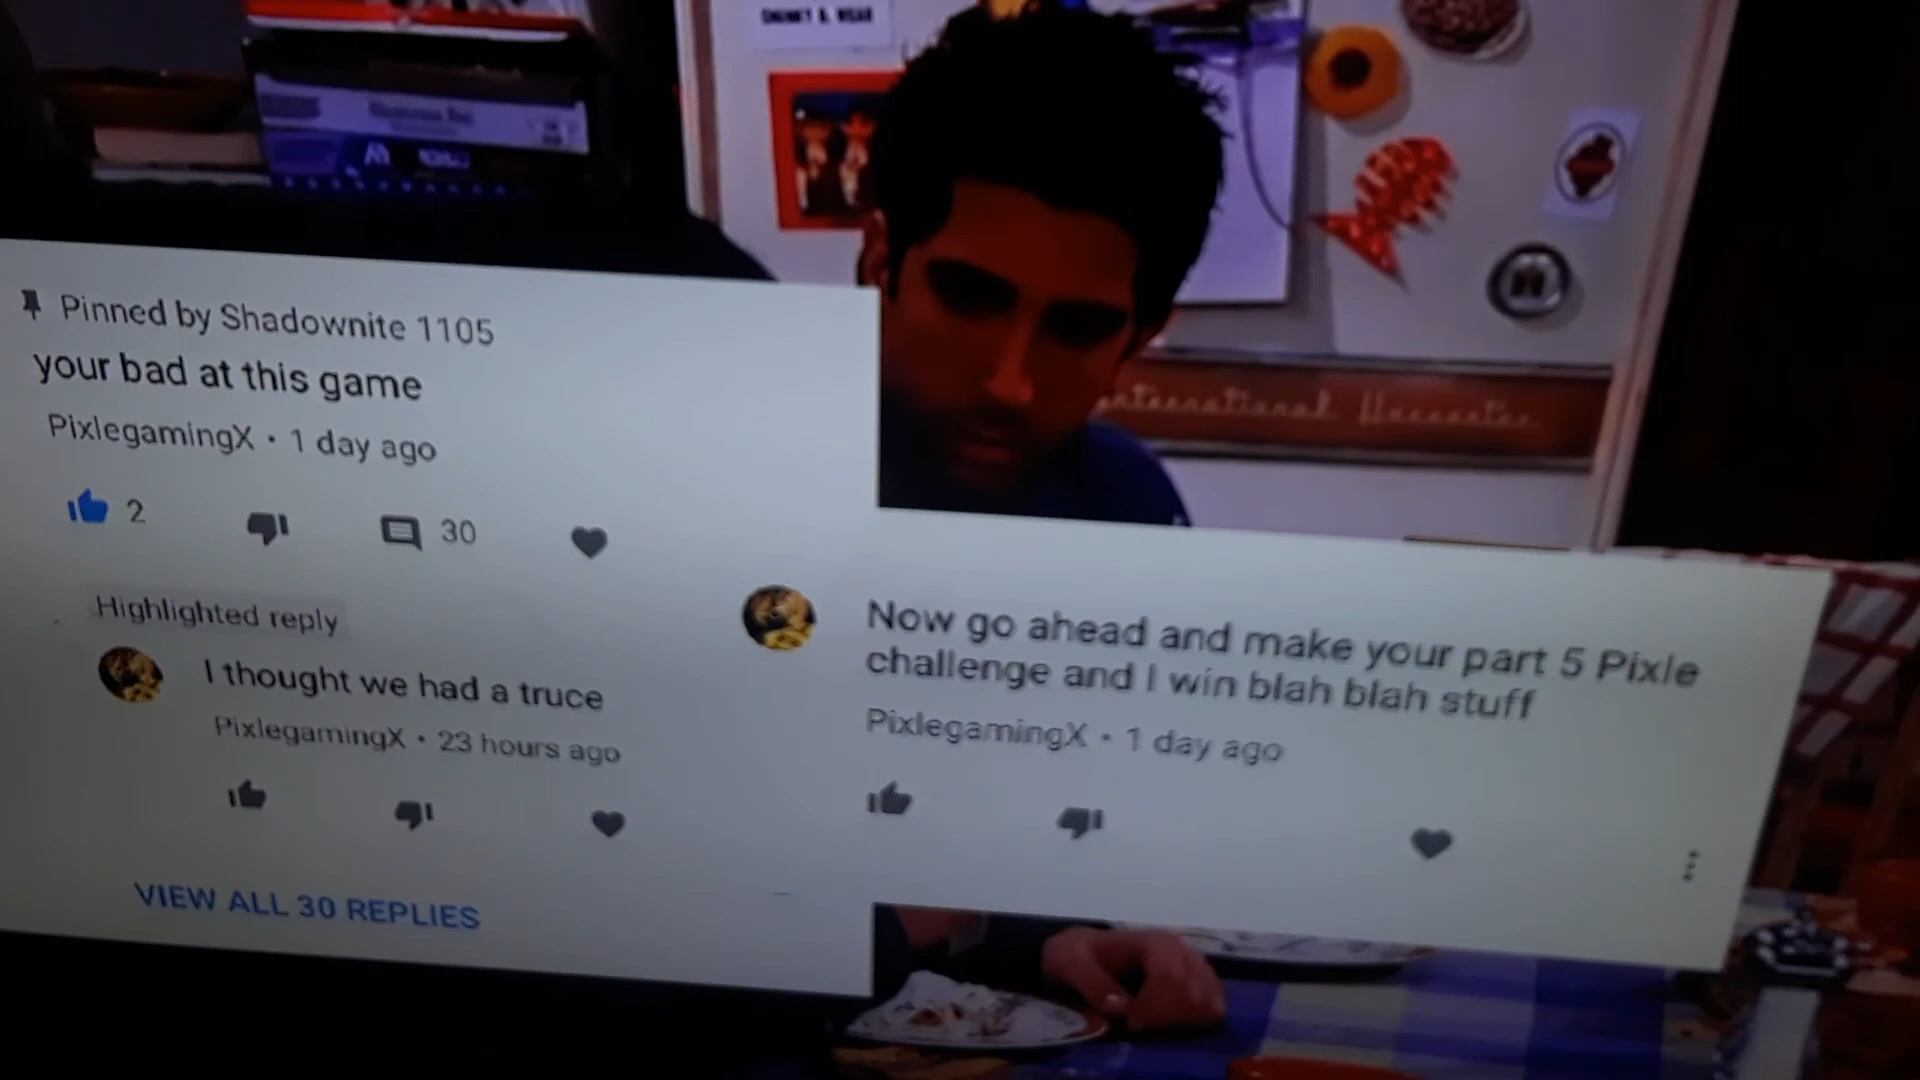 Pinned by Shadownite 1105
your bad at this game
PixlegamingX • 1 day ago
2
30
Highlighted reply
I thought we had a truce
PixlegamingX • 23 hours ago
VIEW ALL 30 REPLIES
Now go ahead and make your part 5 Pixle
challenge and I win blah blah stuff
PixlegamingX • 1 day ago
International Harvester